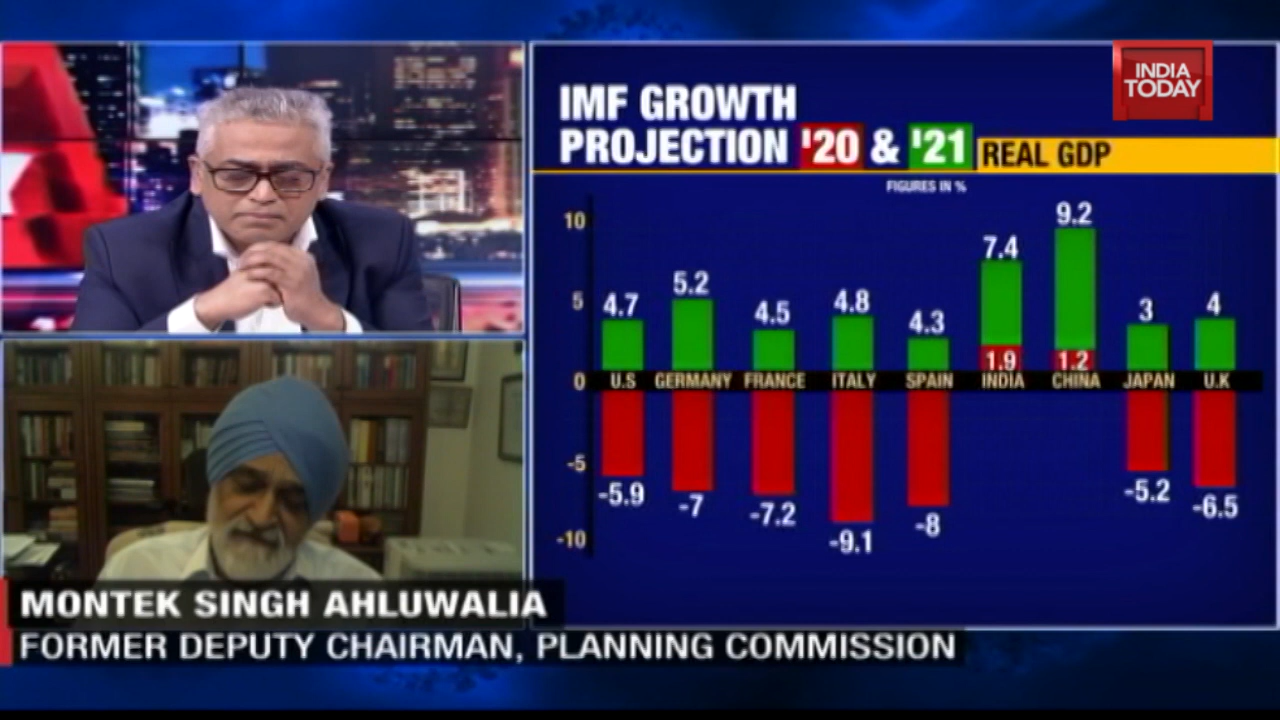 INDIA
TODAY
IMF GROWTH
PROJECTION '20 & '21 REAL GDP
FIGURES IN %
10
5
0
-5
-10
4.7
5.2
4.5
4.8
4.3
7.4
9.2
3
4
1.9
1.2
U.S
GERMANY
FRANCE
ITALY
SPAIN
INDIA
CHINA
JAPAN
U.K
-5.9
-7
-7.2
-9.1
-8
-5.2
-6.5
MONTEK SINGH AHLUWALIA
FORMER DEPUTY CHAIRMAN, PLANNING COMMISSION